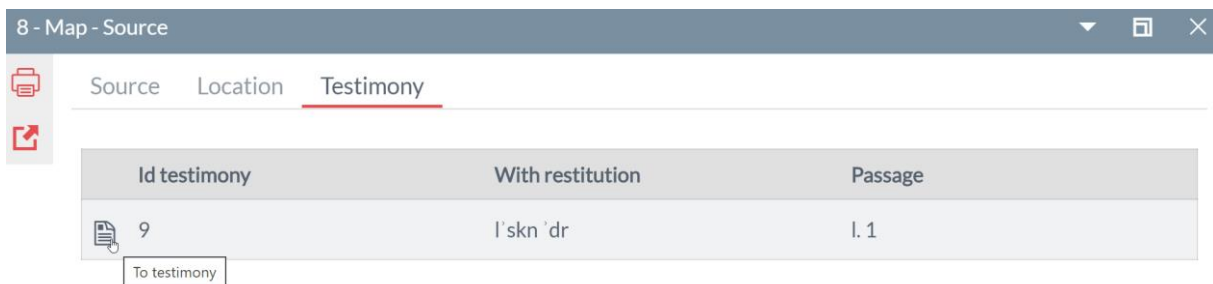 8 - Map - Source
Source Location Testimony
Id testimony With restitution Passage
9 lʾskn ʾdr l. 1
To testimony